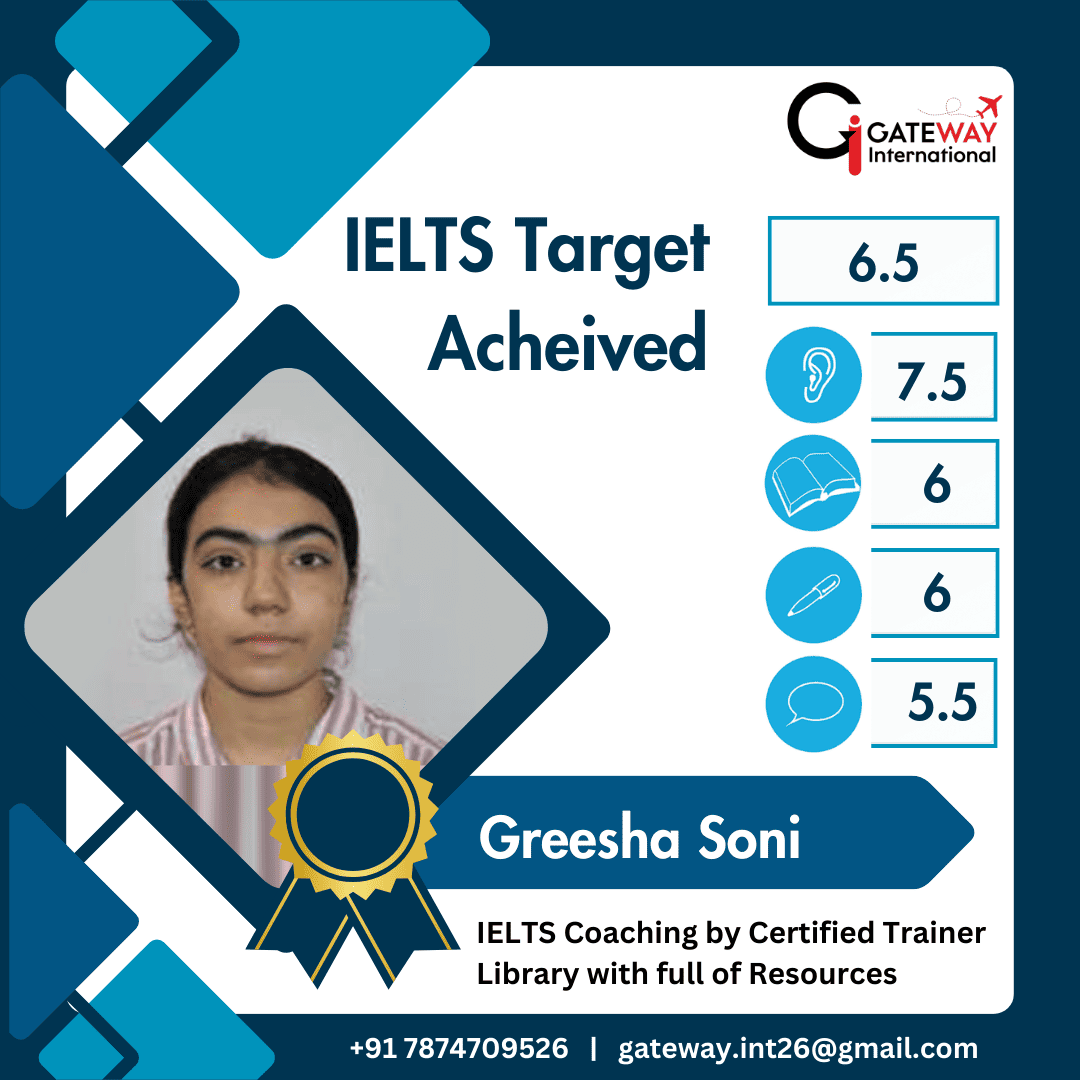 GATEWAY
International
IELTS Target
Acheived
6.5
7.5
6
6
5.5
Greesha Soni
IELTS Coaching by Certified Trainer
Library with full of Resources
+91 7874709526 | gateway.int26@gmail.com